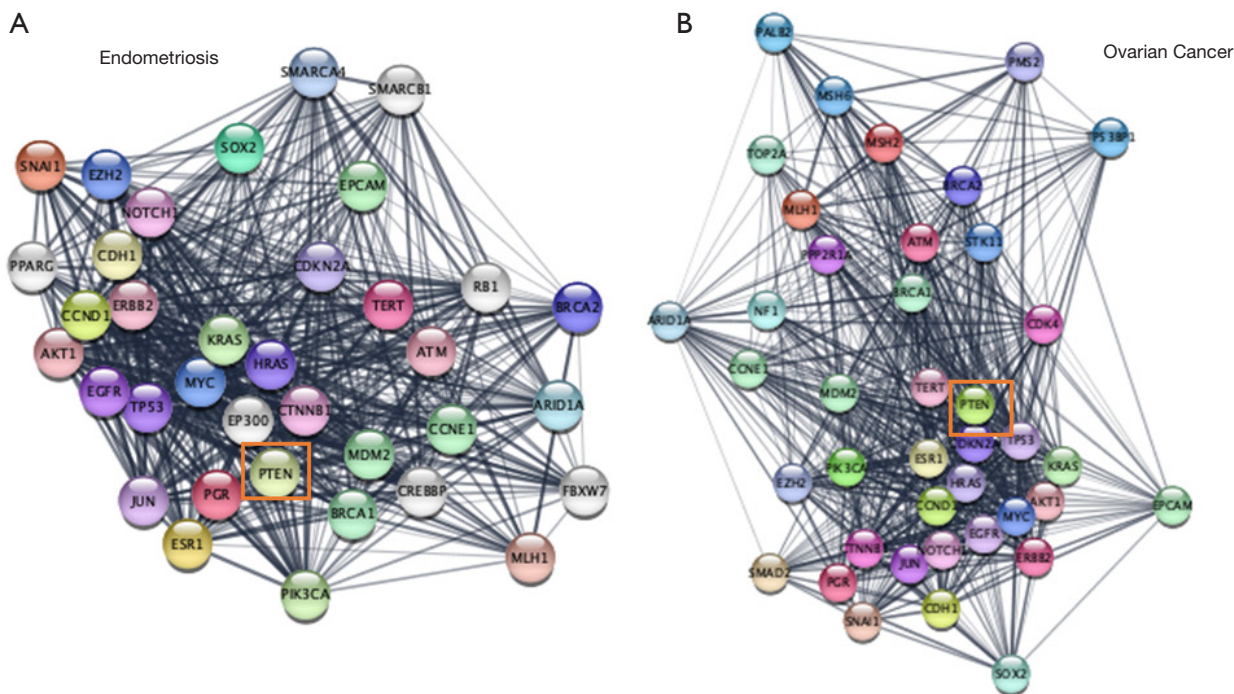 A
Endometriosis
SMARCA4
SMARCB1
SOX2
SNAI1
EZH2
EPCAM
NOTCH1
CDH1
PPARG
CDKN2A
RB1
ERBB2
TERT
BRCA2
CCND1
KRAS
AKT1
HRAS
ATM
MYC
EGFR
TP53
CTNNB1
ARID1A
EP300
CCNE1
MDM2
PTEN
CREBBP
FBXW7
JUN
PGR
BRCA1
ESR1
MLH1
PIK3CA
B
Ovarian Cancer
PALB2
PMS2
MSH6
TP53BP1
MSH2
TOP2A
BRCA2
MLH1
ATM
STK11
PPP2R1A
BRCA1
NF1
ARID1A
CDK4
CCNE1
TERT
MDM2
PTEN
TP53
CDKN2A
ESR1
PIK3CA
KRAS
EZH2
HRAS
AKT1
CCND1
EPCAM
MYC
EGFR
CTNNB1
NOTCH1
ERBB2
JUN
SMAD2
PGR
CDH1
SNAI1
SOX2